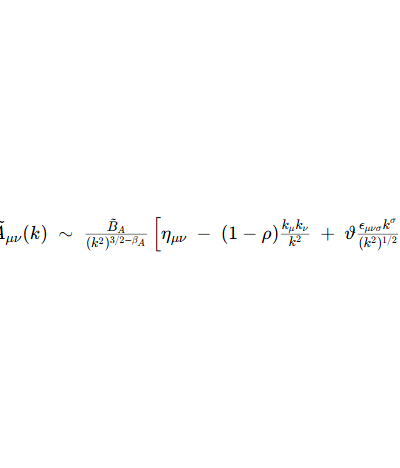 Ã_{μν}(k) ∼ \frac{\tilde{B}_A}{(k^2)^{3/2-β_A}} [ η_{μν} − (1 − ρ) \frac{k_μ k_ν}{k^2} + ϑ \frac{ϵ_{μνσ} k^σ}{(k^2)^{1/2}}